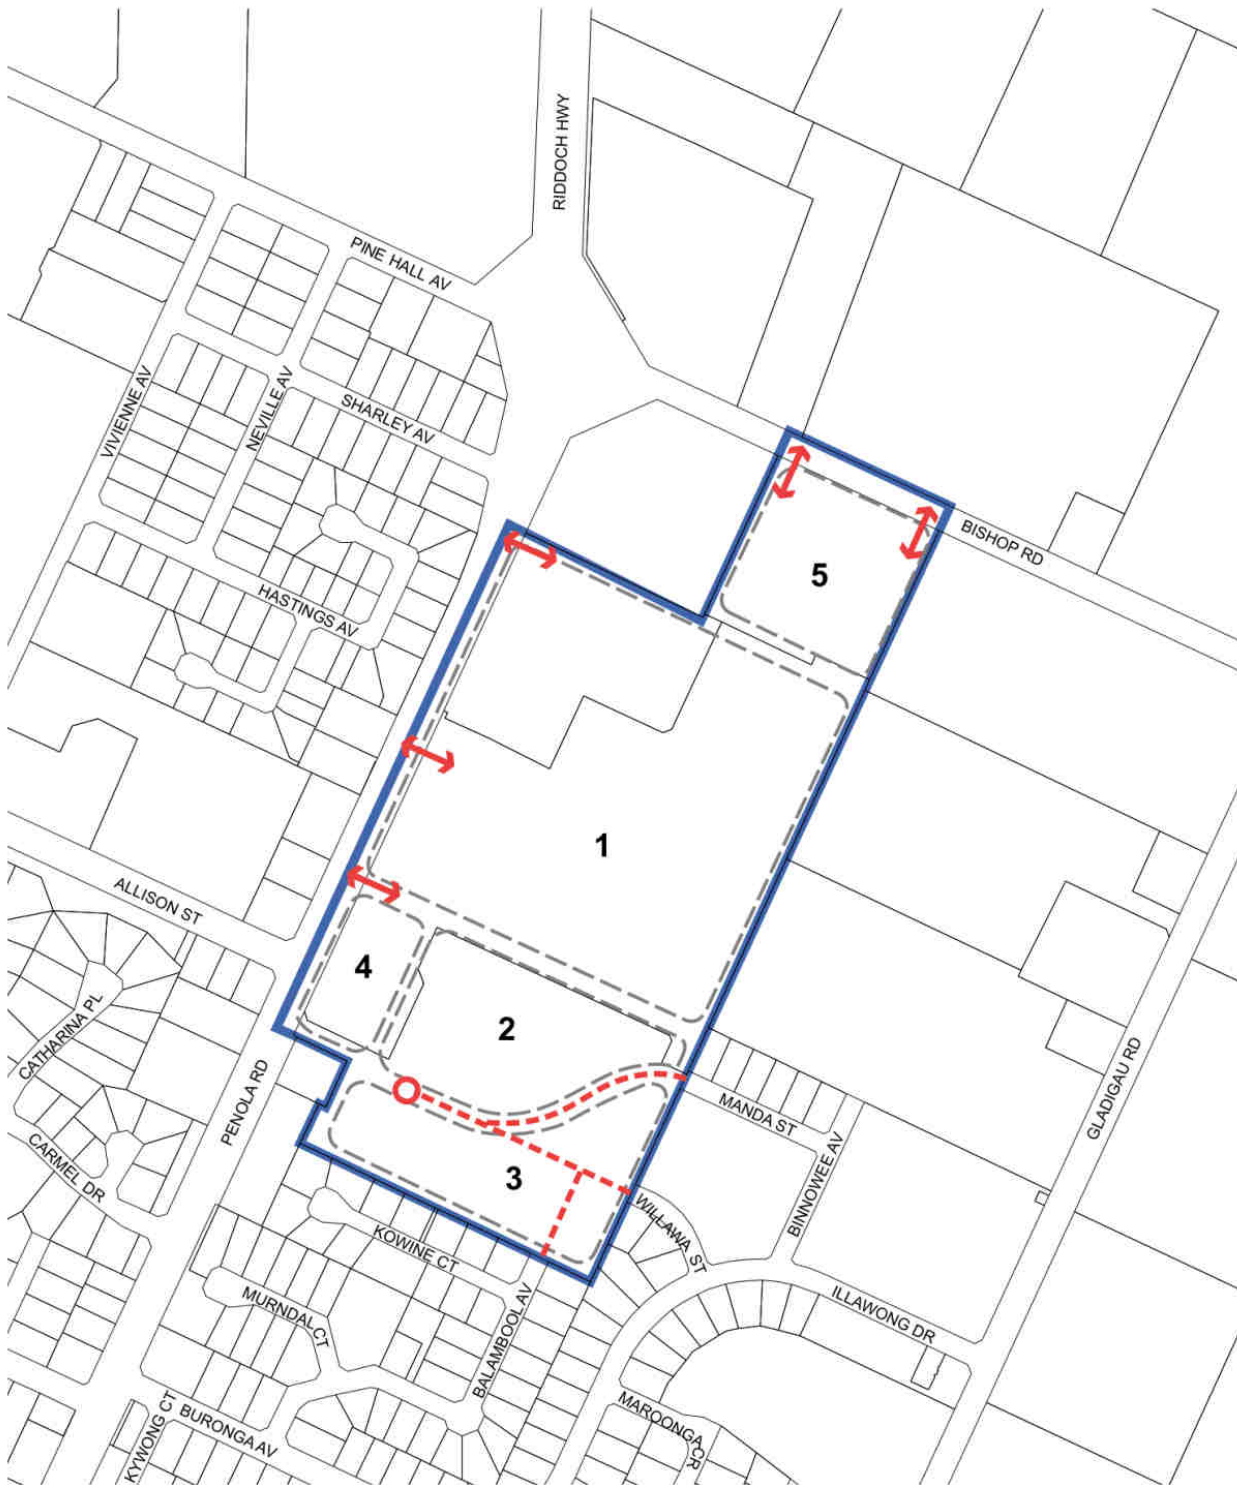 RIDDOCH HWY
PINE HALL AV
VIVIENNE AV
NEVILLE AV
SHARLEY AV
HASTINGS AV
BISHOP RD
5
1
ALLISON ST
4
2
CATHARINA PL
PENOLA RD
MANDA ST
GLADIGAU RD
CARMEL DR
3
BINNOWEE AV
WILLAWA ST
KOWINE CT
MURNDAL CT
BALAMBOOL AV
ILLAWONG DR
KYWONG CT
BURONGA AV
MAROONGA CR